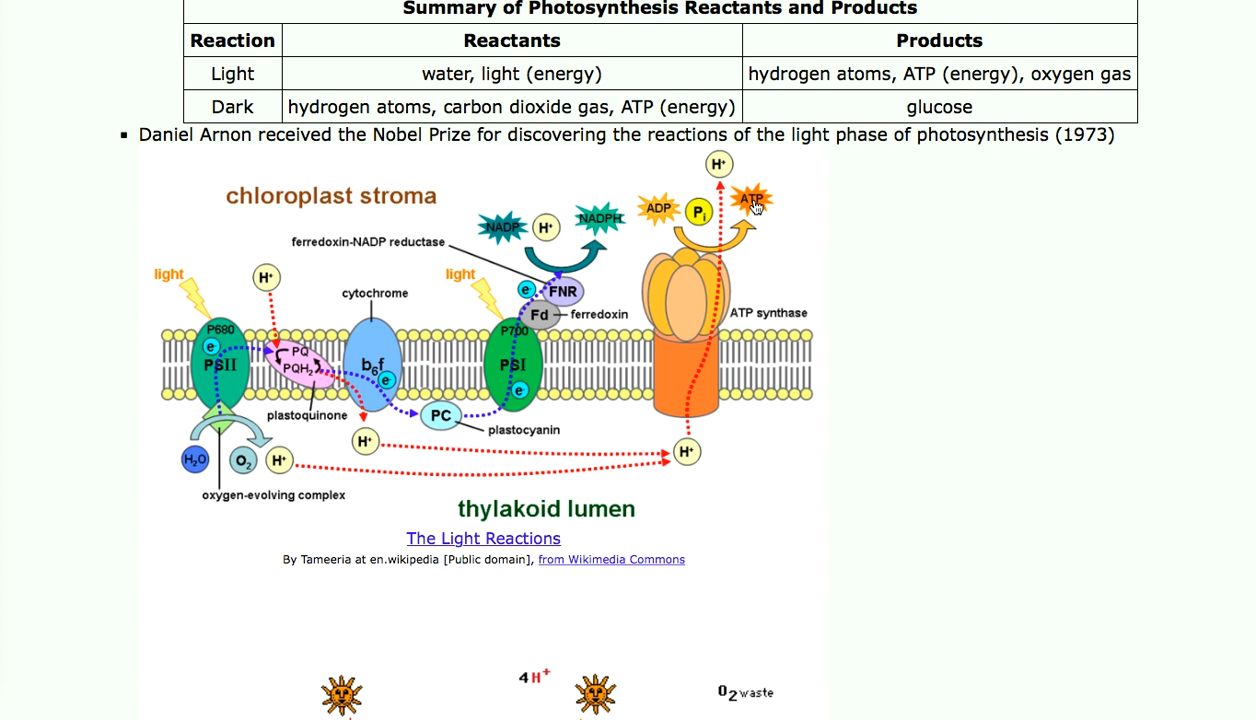 Summary of Photosynthesis Reactants and Products
Reaction Reactants Products
Light water, light (energy) hydrogen atoms, ATP (energy), oxygen gas
Dark hydrogen atoms, carbon dioxide gas, ATP (energy) glucose
▪ Daniel Arnon received the Nobel Prize for discovering the reactions of the light phase of photosynthesis (1973)
H⁺
chloroplast stroma
NADP H⁺ NADPH ADP Pi ATP
ferredoxin-NADP reductase
light H⁺ light
cytochrome e⁻ FNR
Fd ferredoxin ATP synthase
P680 P700
e⁻ PQ
PSII PQH₂ b₆f PSI
e⁻ e⁻
plastoquinone PC
plastocyanin
H⁺ H⁺
H₂O O₂ H⁺
oxygen-evolving complex
thylakoid lumen
The Light Reactions
By Tameeria at en.wikipedia [Public domain], from Wikimedia Commons
4 H⁺
O₂ waste